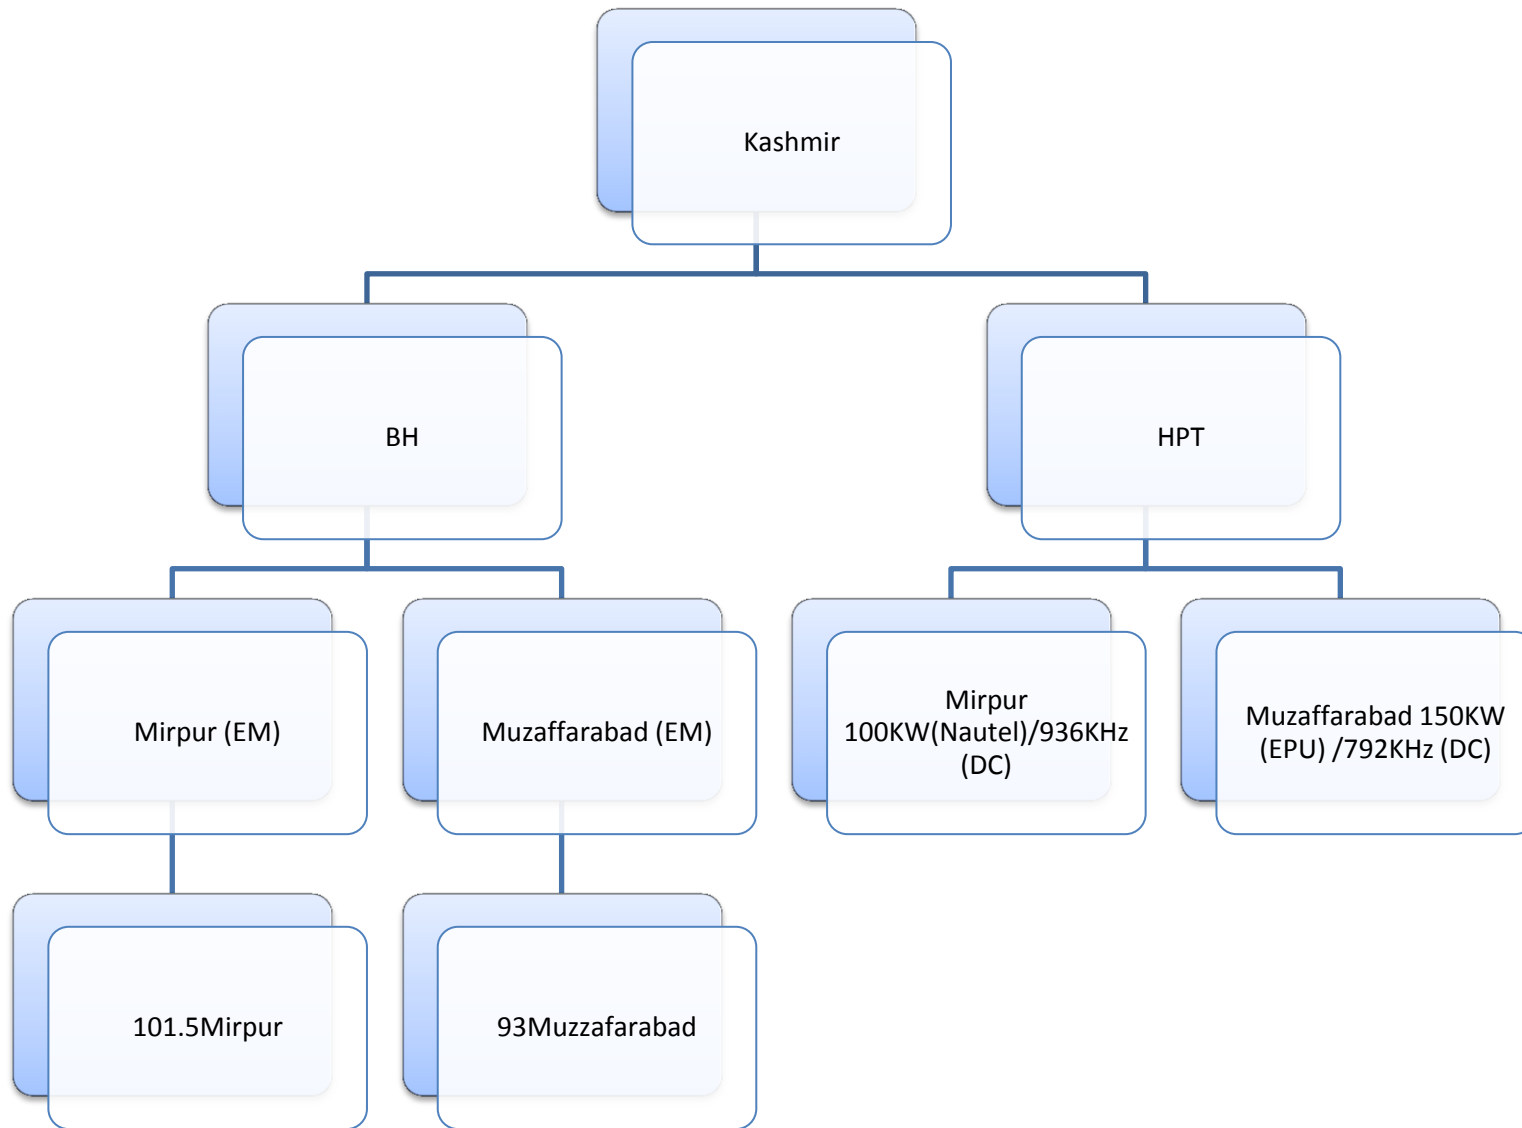 Kashmir
BH
HPT
Mirpur (EM)
Muzaffarabad (EM)
Mirpur
100KW(Nautel)/936KHz
(DC)
Muzaffarabad 150KW
(EPU) /792KHz (DC)
101.5Mirpur
93Muzzafarabad